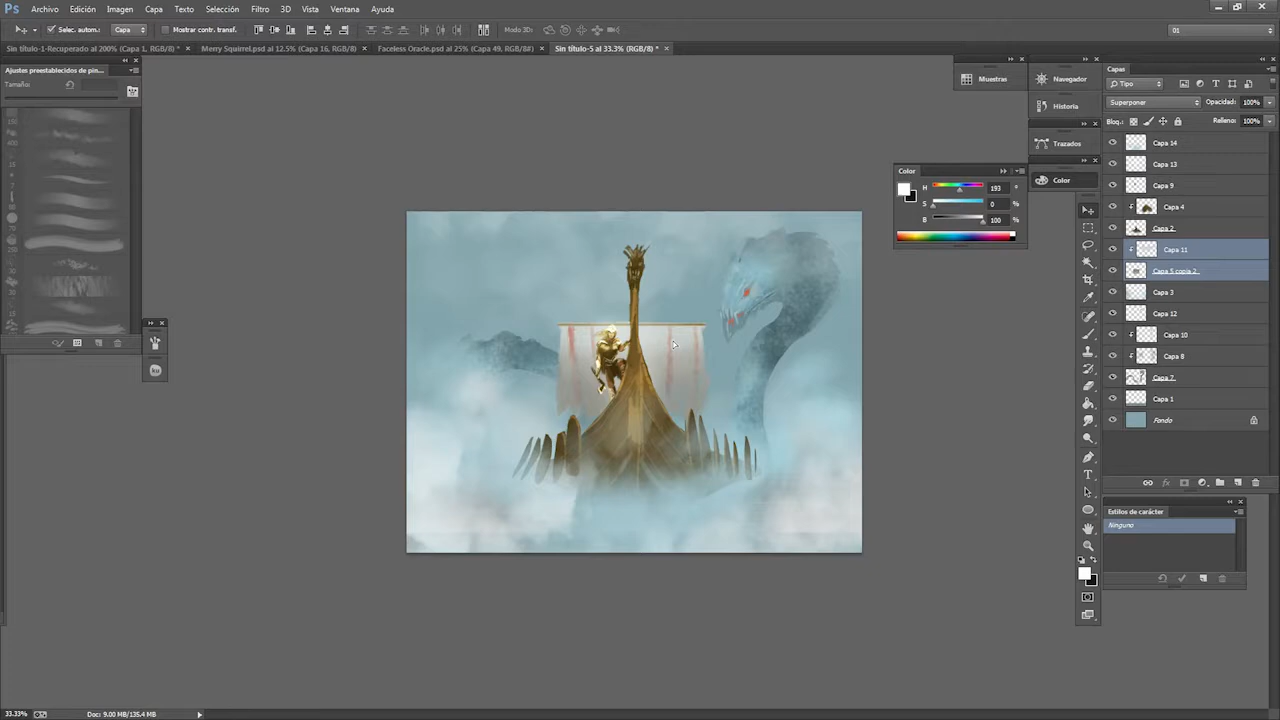 Ps Archivo Edición Imagen Capa Texto Selección Filtro 3D Vista Ventana Ayuda
Selec. autom.: Capa Mostrar contr. transf. Modo 3D: 01
Sin título-1-Recuperado al 200% (Capa 1, RGB/8) * × Merry Squirrel.psd al 12.5% (Capa 16, RGB/8) × Faceless Oracle.psd al 25% (Capa 49, RGB/8#) × Sin título-5 al 33.3% (RGB/8) * ×
Ajustes preestablecidos de pin...
Tamaño:
Muestras
Navegador
Historia
Trazados
Color
Color
H 193 °
S 0 %
B 100 %
Capas
Tipo
Superponer Opacidad: 100%
Bloq.: Relleno: 100%
Capa 14
Capa 13
Capa 9
Capa 4
Capa 2
Capa 11
Capa 5 copia 2
Capa 3
Capa 12
Capa 10
Capa 8
Capa 7
Capa 1
Fondo
Estilos de carácter
Ninguno
33.33% Doc: 9.00 MB/135.4 MB